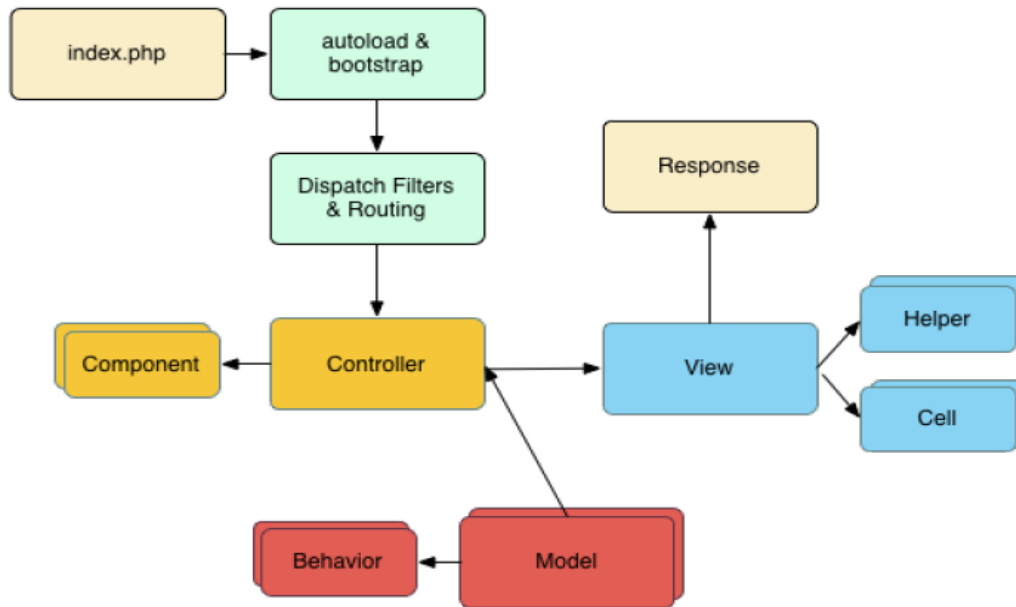 index.php
autoload &
bootstrap
Dispatch Filters
& Routing
Response
Component
Controller
View
Helper
Cell
Behavior
Model